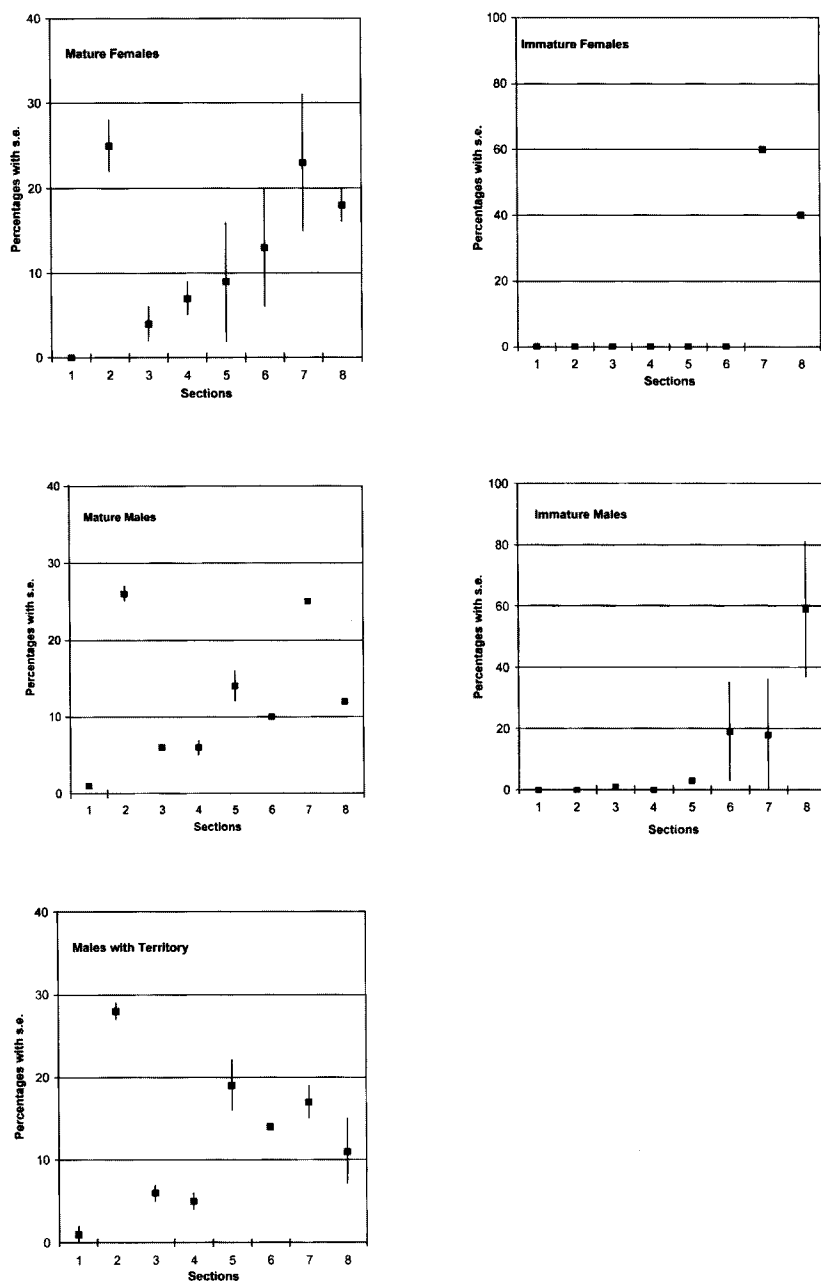 Mature Females
Percentages with s.e.
40
30
20
10
0
1 2 3 4 5 6 7 8
Sections
Immature Females
Percentages with s.e.
100
80
60
40
20
0
1 2 3 4 5 6 7 8
Sections
Mature Males
Percentages with s.e.
40
30
20
10
0
1 2 3 4 5 6 7 8
Sections
Immature Males
Percentages with s.e.
100
80
60
40
20
0
1 2 3 4 5 6 7 8
Sections
Males with Territory
Percentages with s.e.
40
30
20
10
0
1 2 3 4 5 6 7 8
Sections